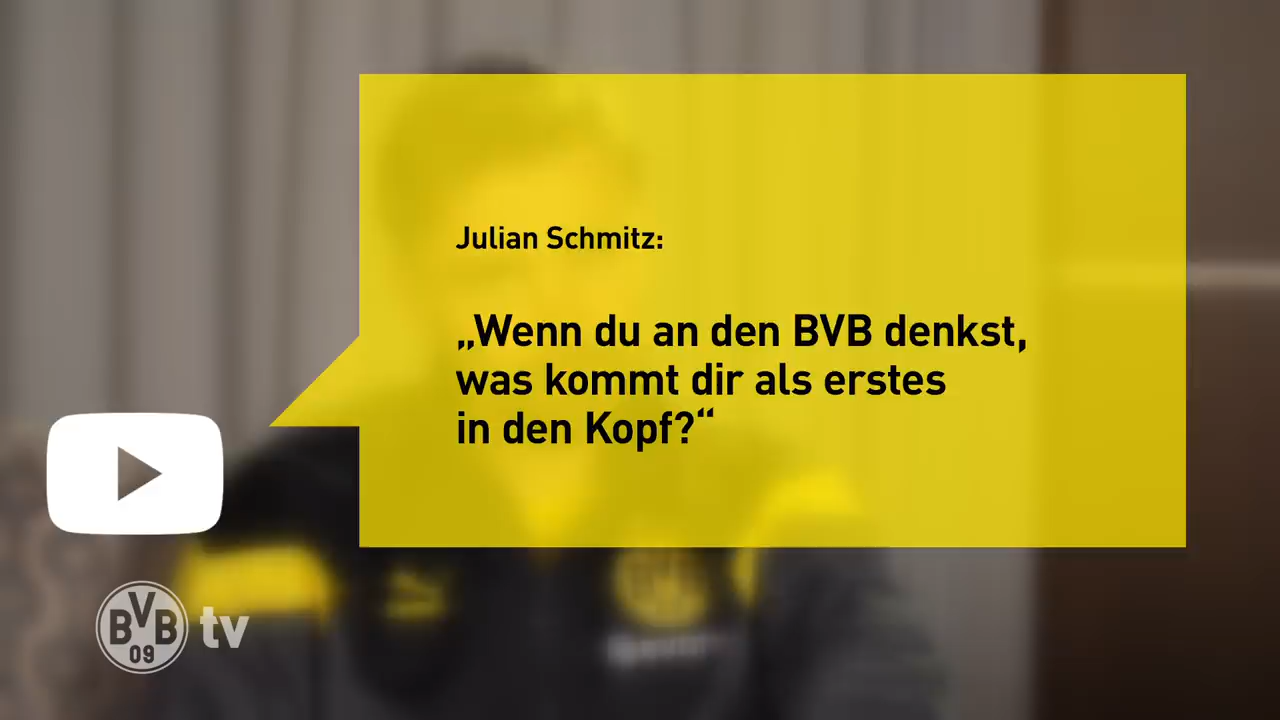 Julian Schmitz:
„Wenn du an den BVB denkst,
was kommt dir als erstes
in den Kopf?“
BVB 09 tv
BVB